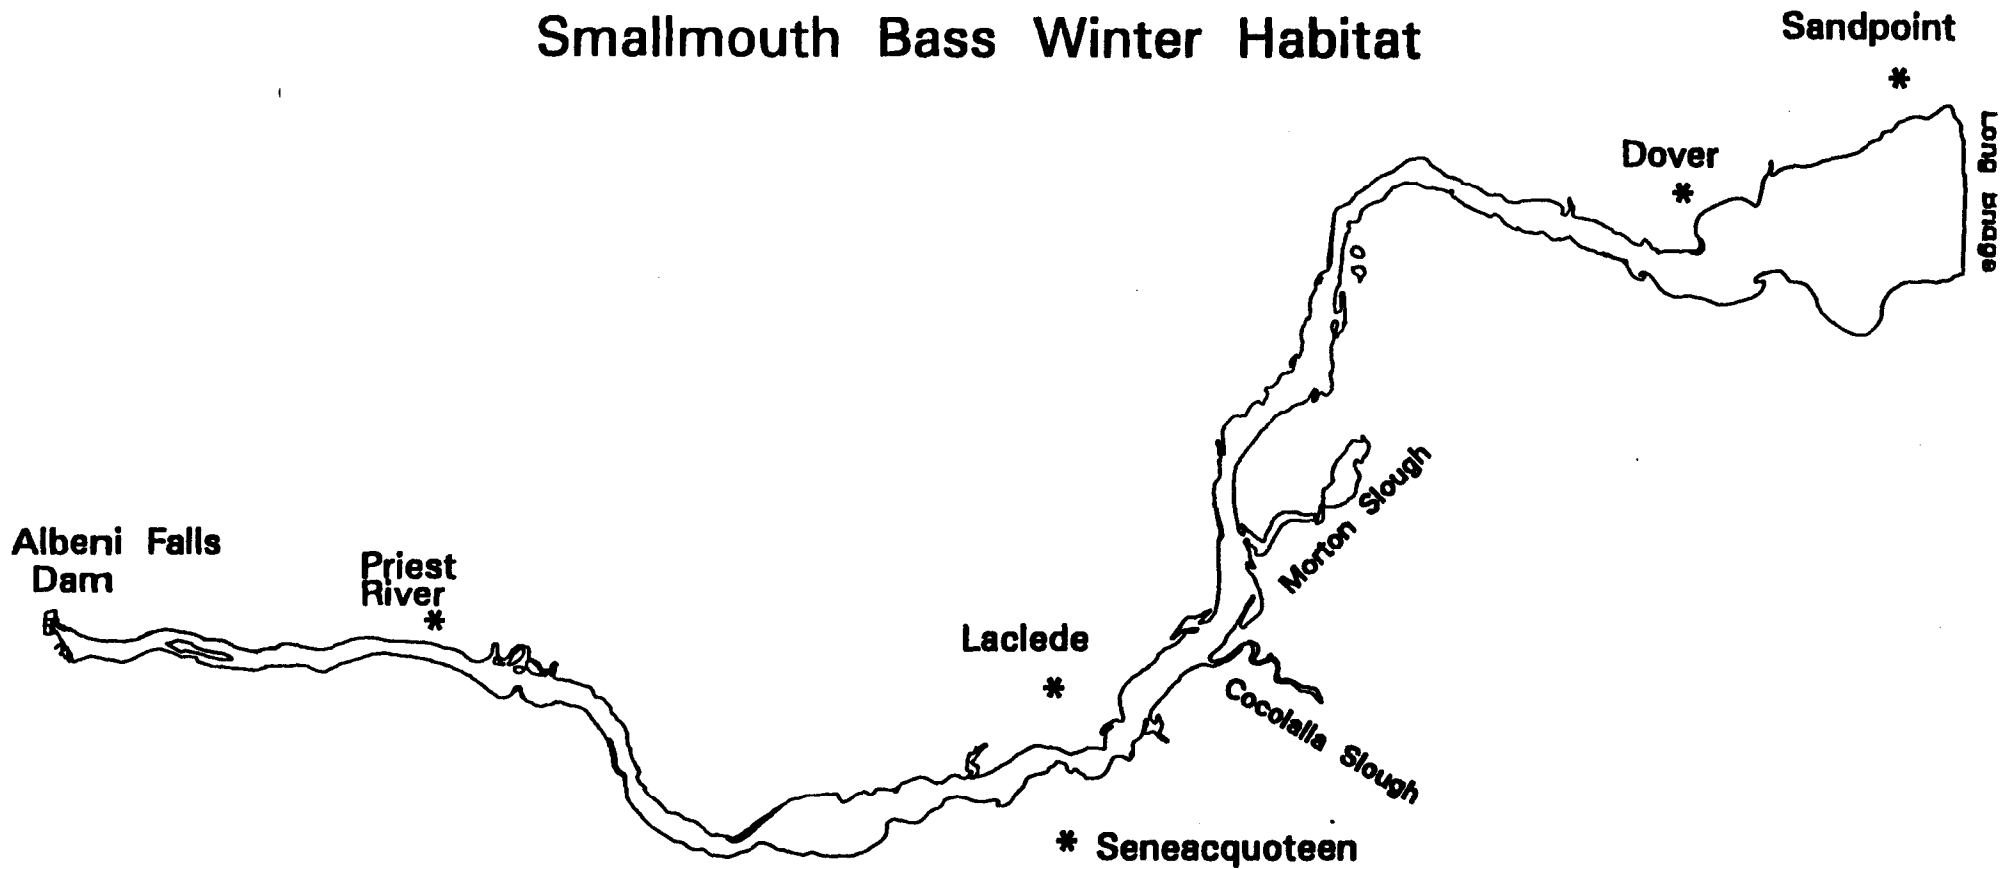 Smallmouth Bass Winter Habitat
Sandpoint
Dover
Long Bridge
Morton Slough
Albeni Falls
Dam
Priest
River
Laclede
Cocolalla Slough
Seneacquoteen